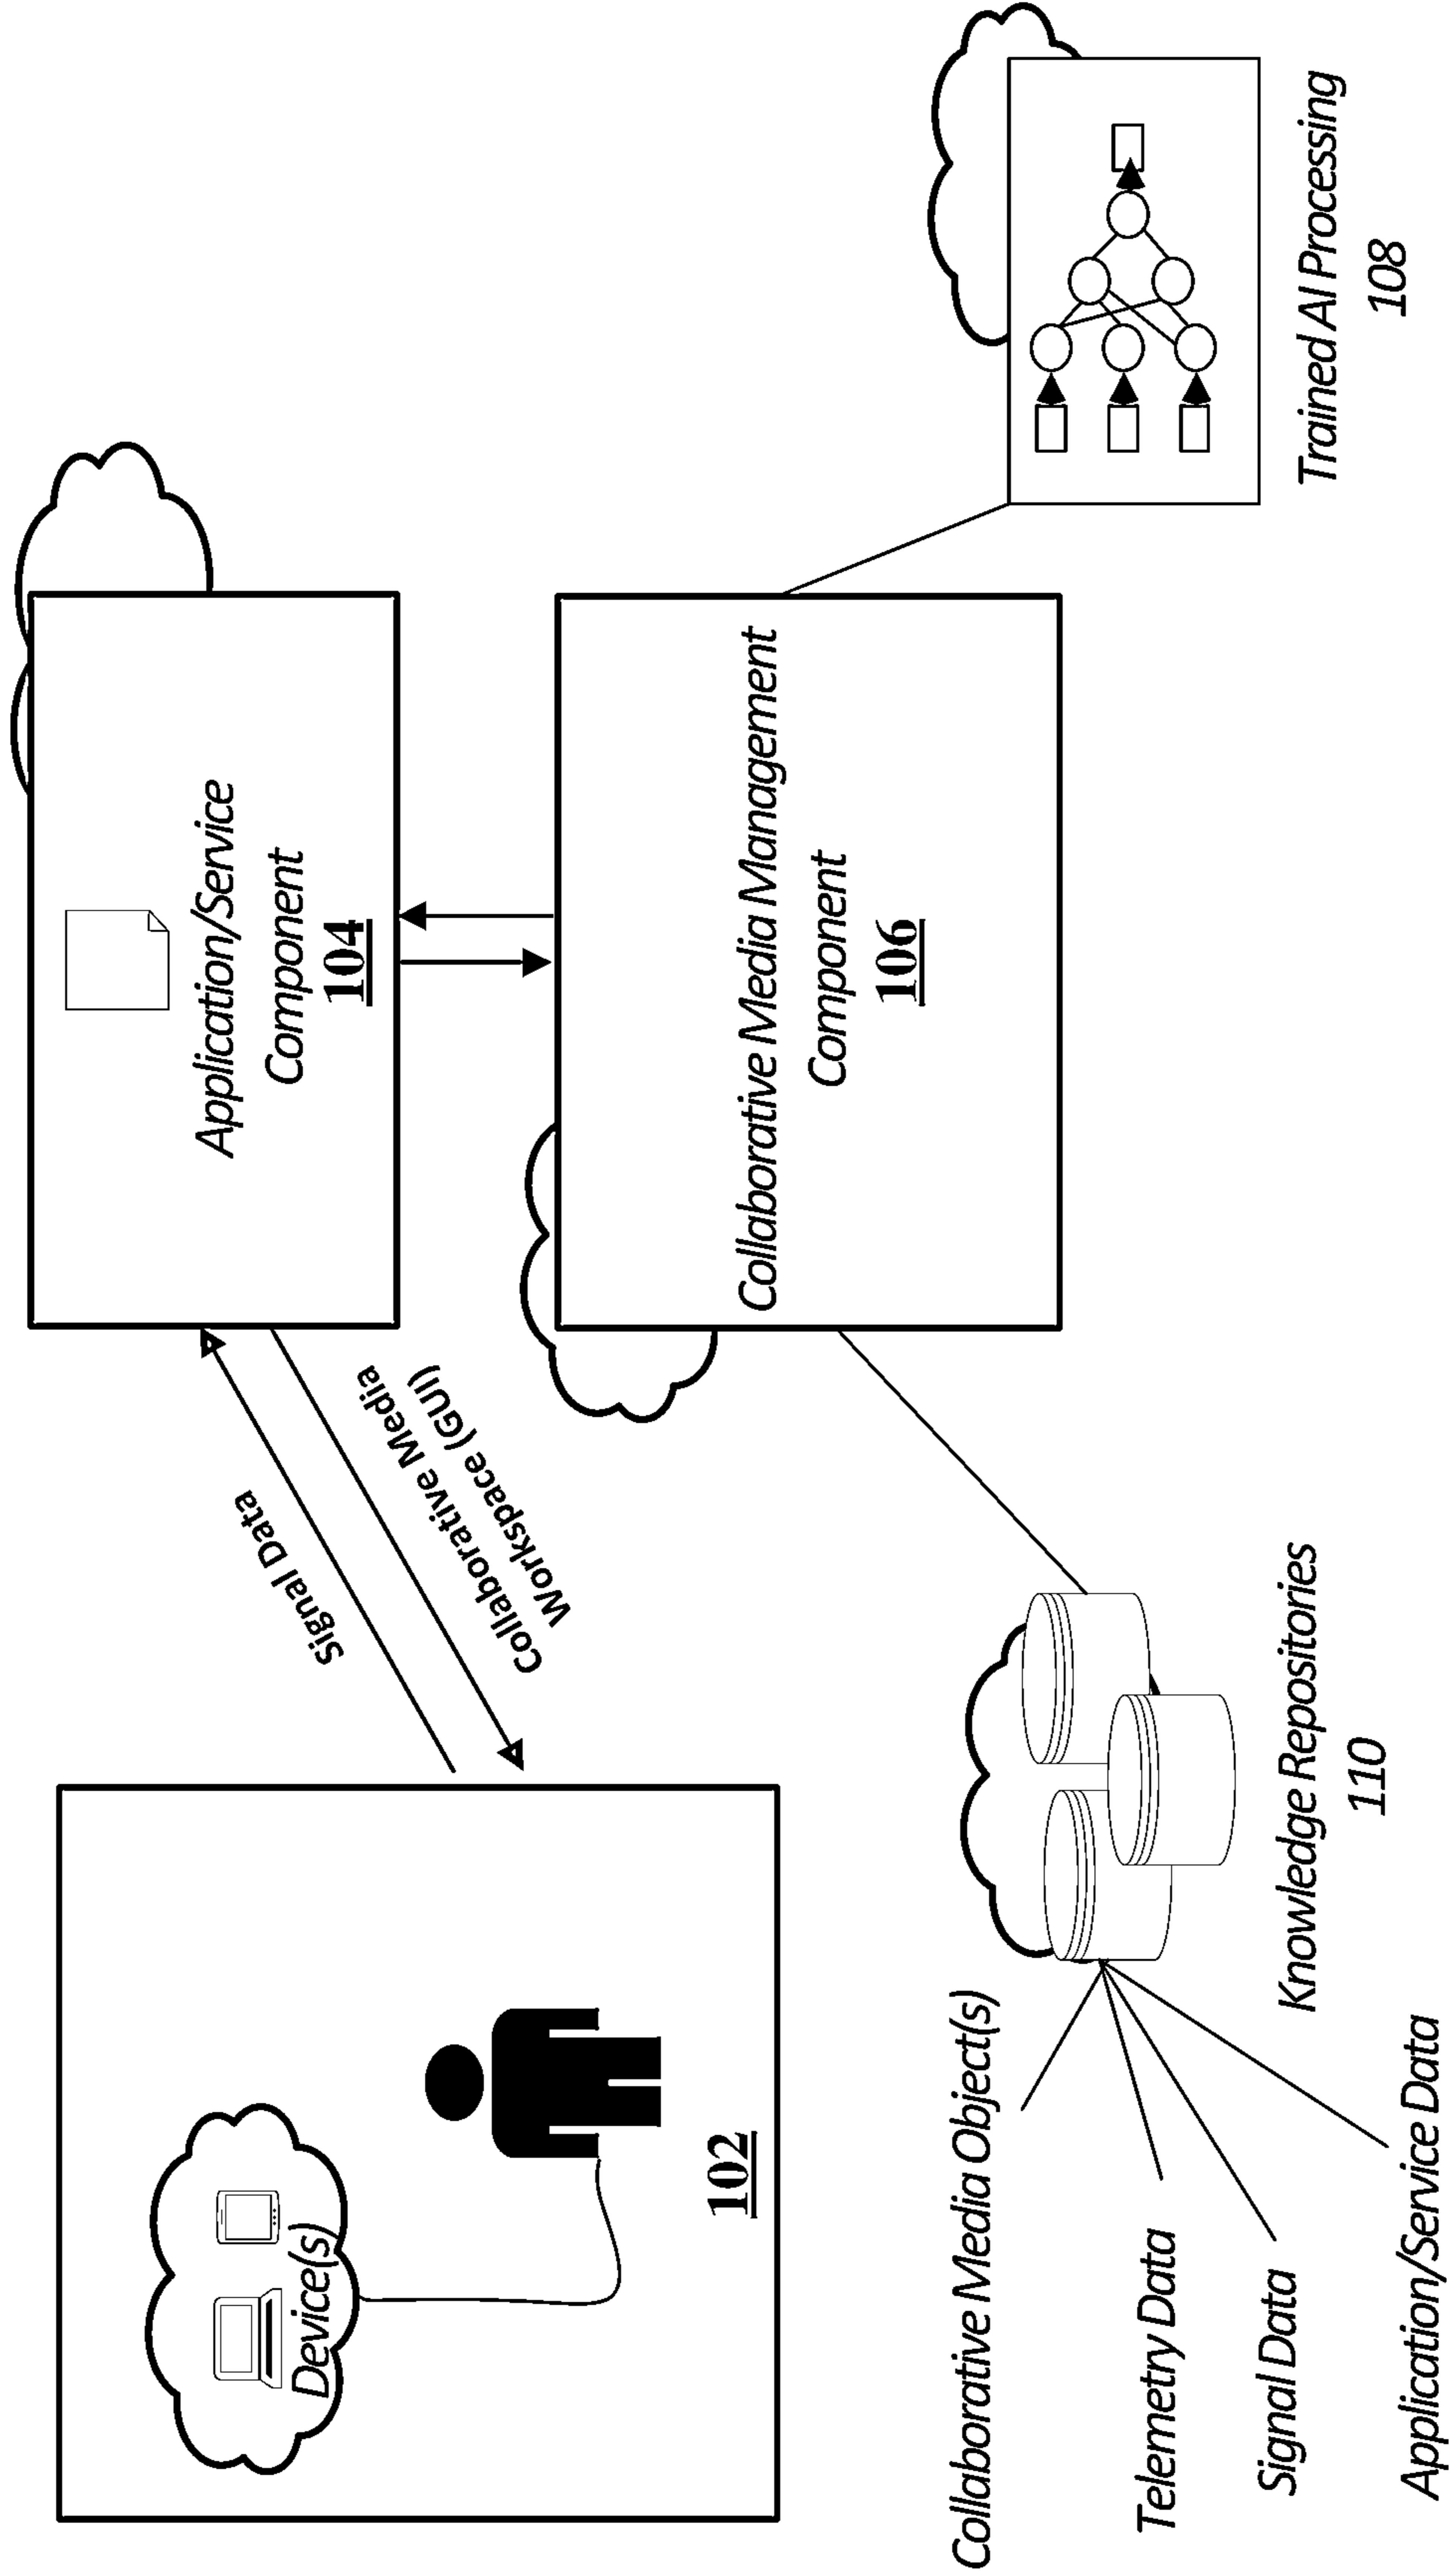 Device(s)
102
Signal Data
Collaborative Media
Workspace (GUI)
Application/Service
Component
104
Collaborative Media Management
Component
106
Collaborative Media Object(s)
Telemetry Data
Signal Data
Application/Service Data
Knowledge Repositories
110
Trained AI Processing
108